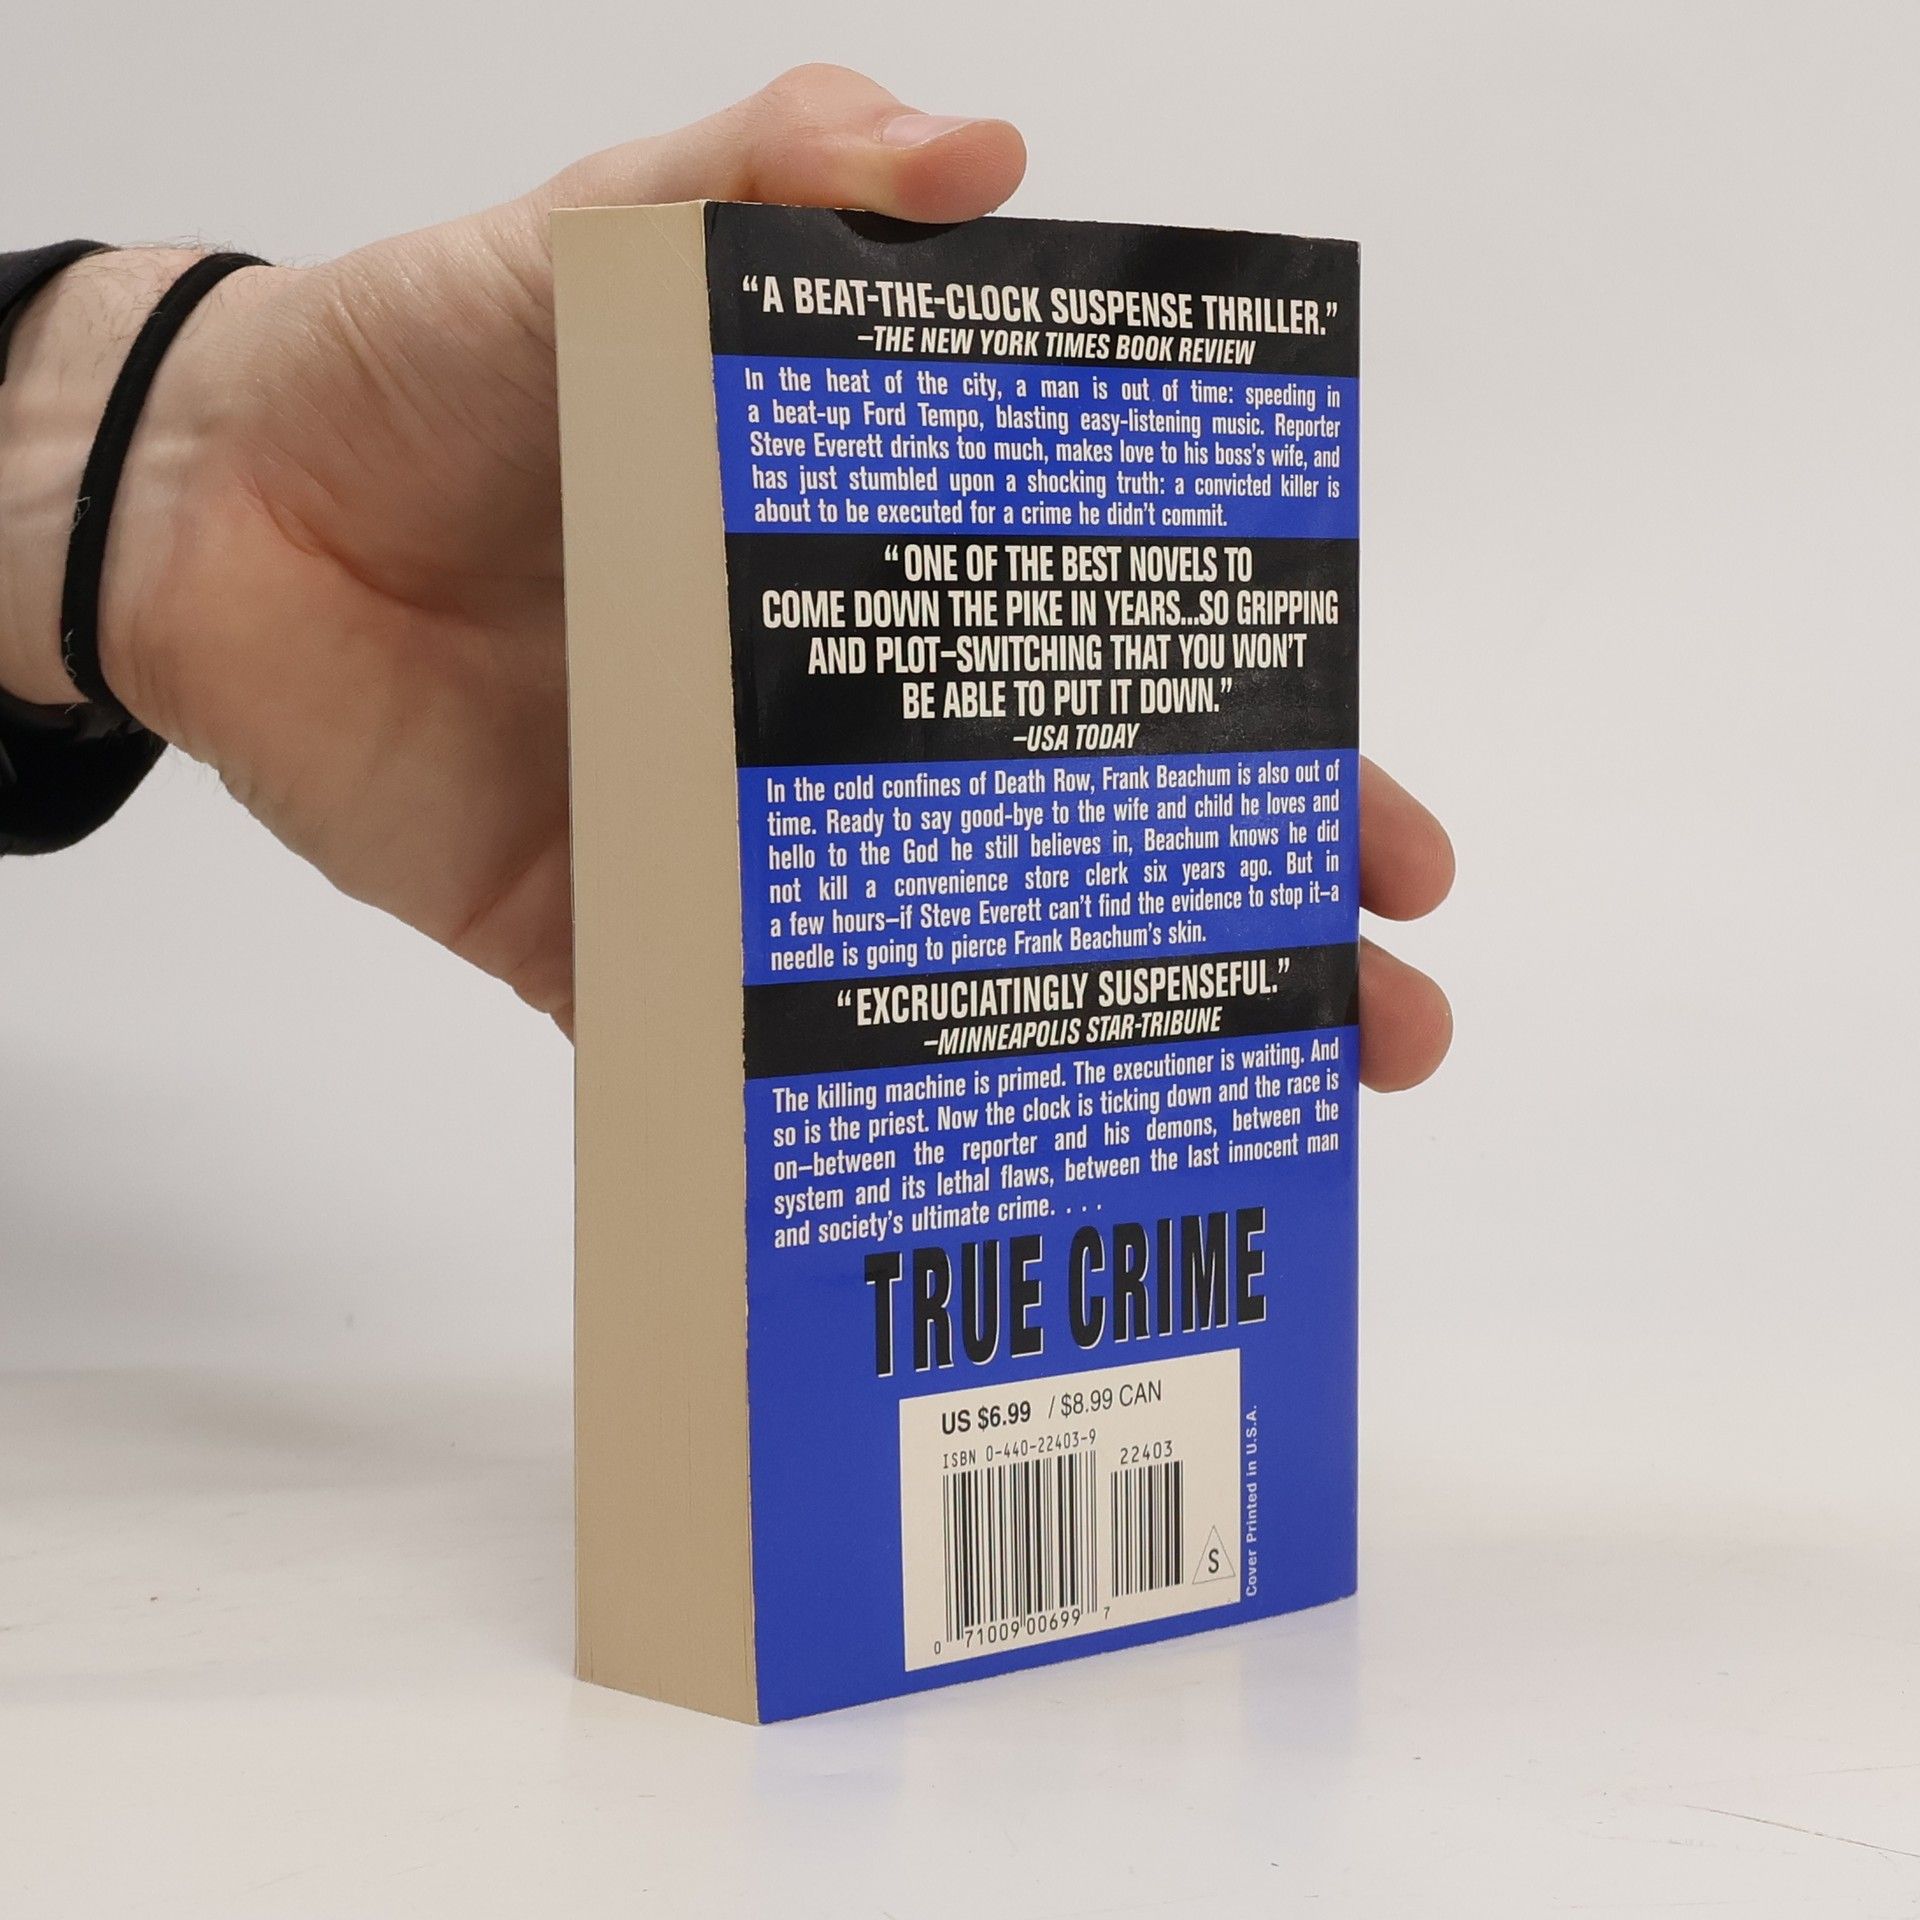 “A BEAT-THE-CLOCK SUSPENSE THRILLER.”
–THE NEW YORK TIMES BOOK REVIEW
In the heat of the city, a man is out of time: speeding in
a beat-up Ford Tempo, blasting easy-listening music. Reporter
Steve Everett drinks too much, makes love to his boss's wife, and
has just stumbled upon a shocking truth: a convicted killer is
about to be executed for a crime he didn't commit.
“ONE OF THE BEST NOVELS TO
COME DOWN THE PIKE IN YEARS...SO GRIPPING
AND PLOT–SWITCHING THAT YOU WON'T
BE ABLE TO PUT IT DOWN.”
–USA TODAY
In the cold confines of Death Row, Frank Beachum is also out of
time. Ready to say good-bye to the wife and child he loves and
hello to the God he still believes in, Beachum knows he did
not kill a convenience store clerk six years ago. But in
a few hours–if Steve Everett can't find the evidence to stop it–a
needle is going to pierce Frank Beachum's skin.
“EXCRUCIATINGLY SUSPENSEFUL.”
–MINNEAPOLIS STAR-TRIBUNE
The killing machine is primed. The executioner is waiting. And
so is the priest. Now the clock is ticking down and the race is
on–between the reporter and his demons, between the
system and its lethal flaws, between the last innocent man
and society's ultimate crime. . . .
TRUE CRIME
US $6.99 / $8.99 CAN
ISBN 0-440-22403-9
22403
0 71009 00699 7
S
Cover Printed in U.S.A.